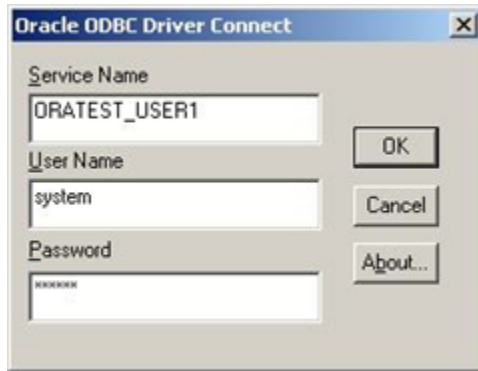 Oracle ODBC Driver Connect
Service Name
ORATEST_USER1
OK
User Name
system
Cancel
Password
About...
******